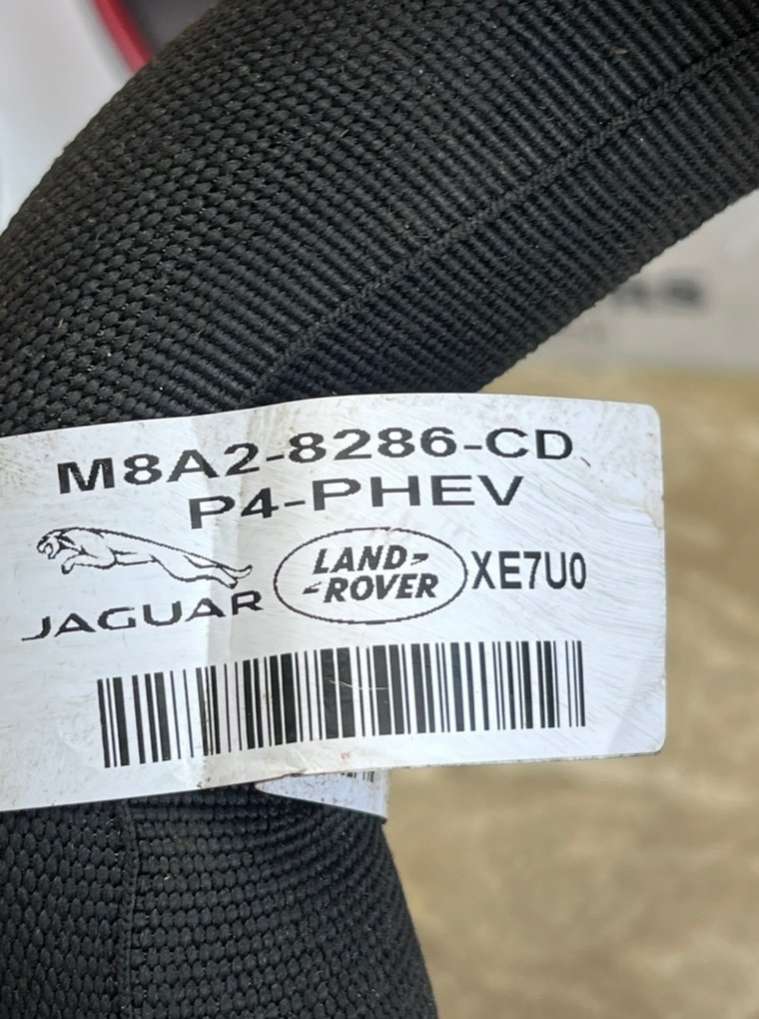 M8A2-8286-CD
P4-PHEV
JAGUAR
LAND-
-ROVER
XE7U0